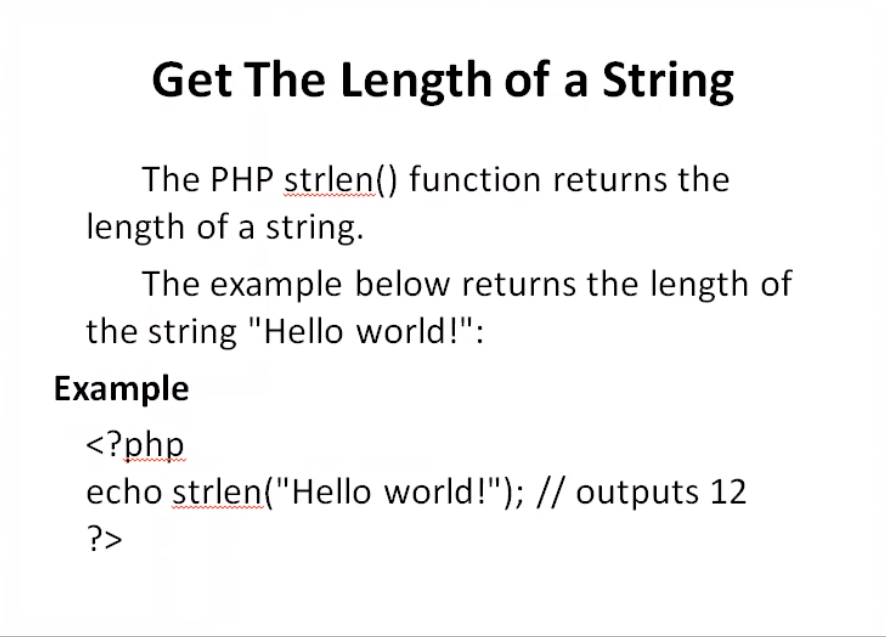 Get The Length of a String
The PHP strlen() function returns the
length of a string.
The example below returns the length of
the string "Hello world!":
Example
<?php
echo strlen("Hello world!"); // outputs 12
?>